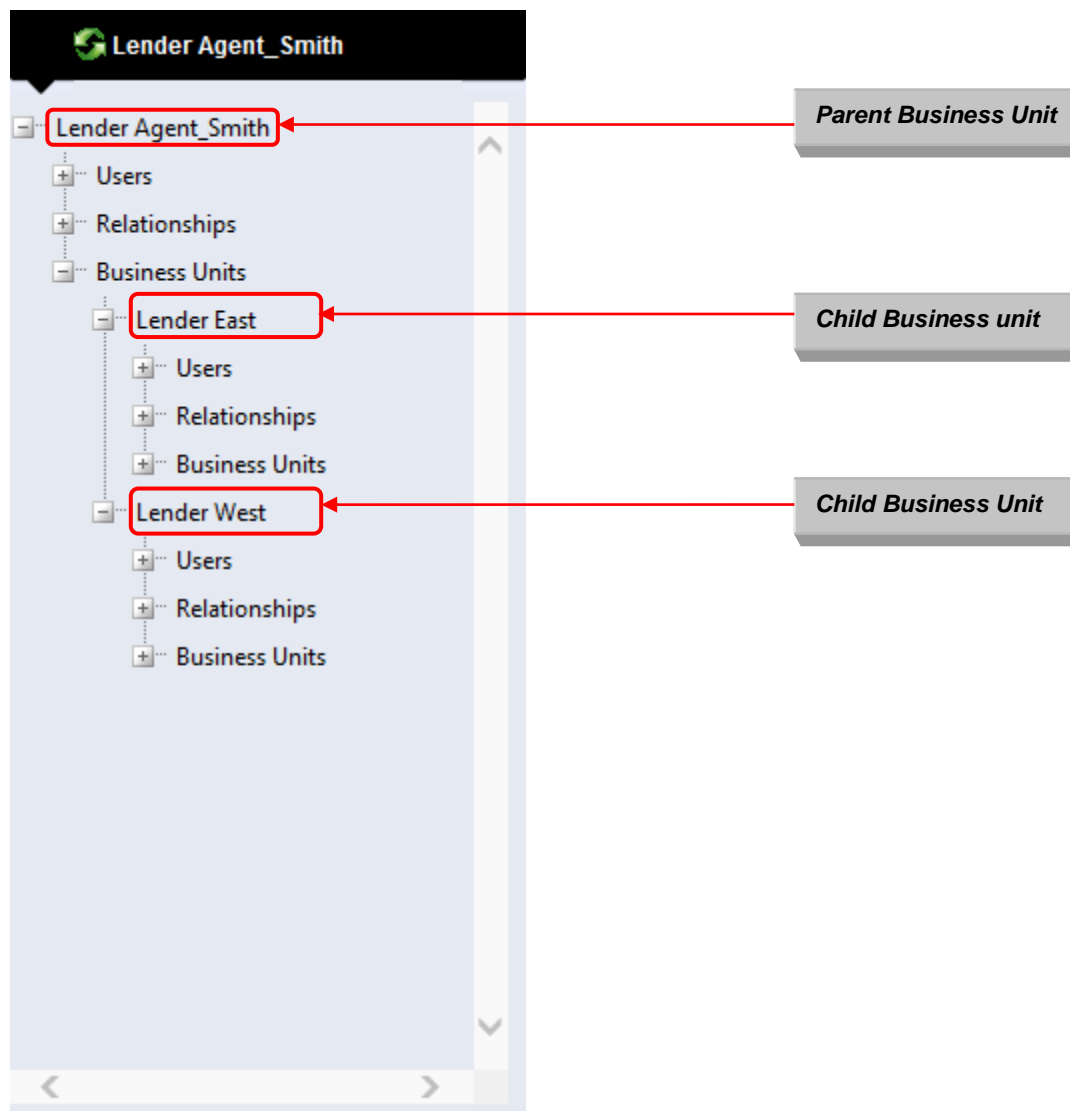 Lender Agent_Smith
Lender Agent_Smith
Parent Business Unit
Users
Relationships
Business Units
Lender East
Child Business unit
Users
Relationships
Business Units
Lender West
Child Business Unit
Users
Relationships
Business Units